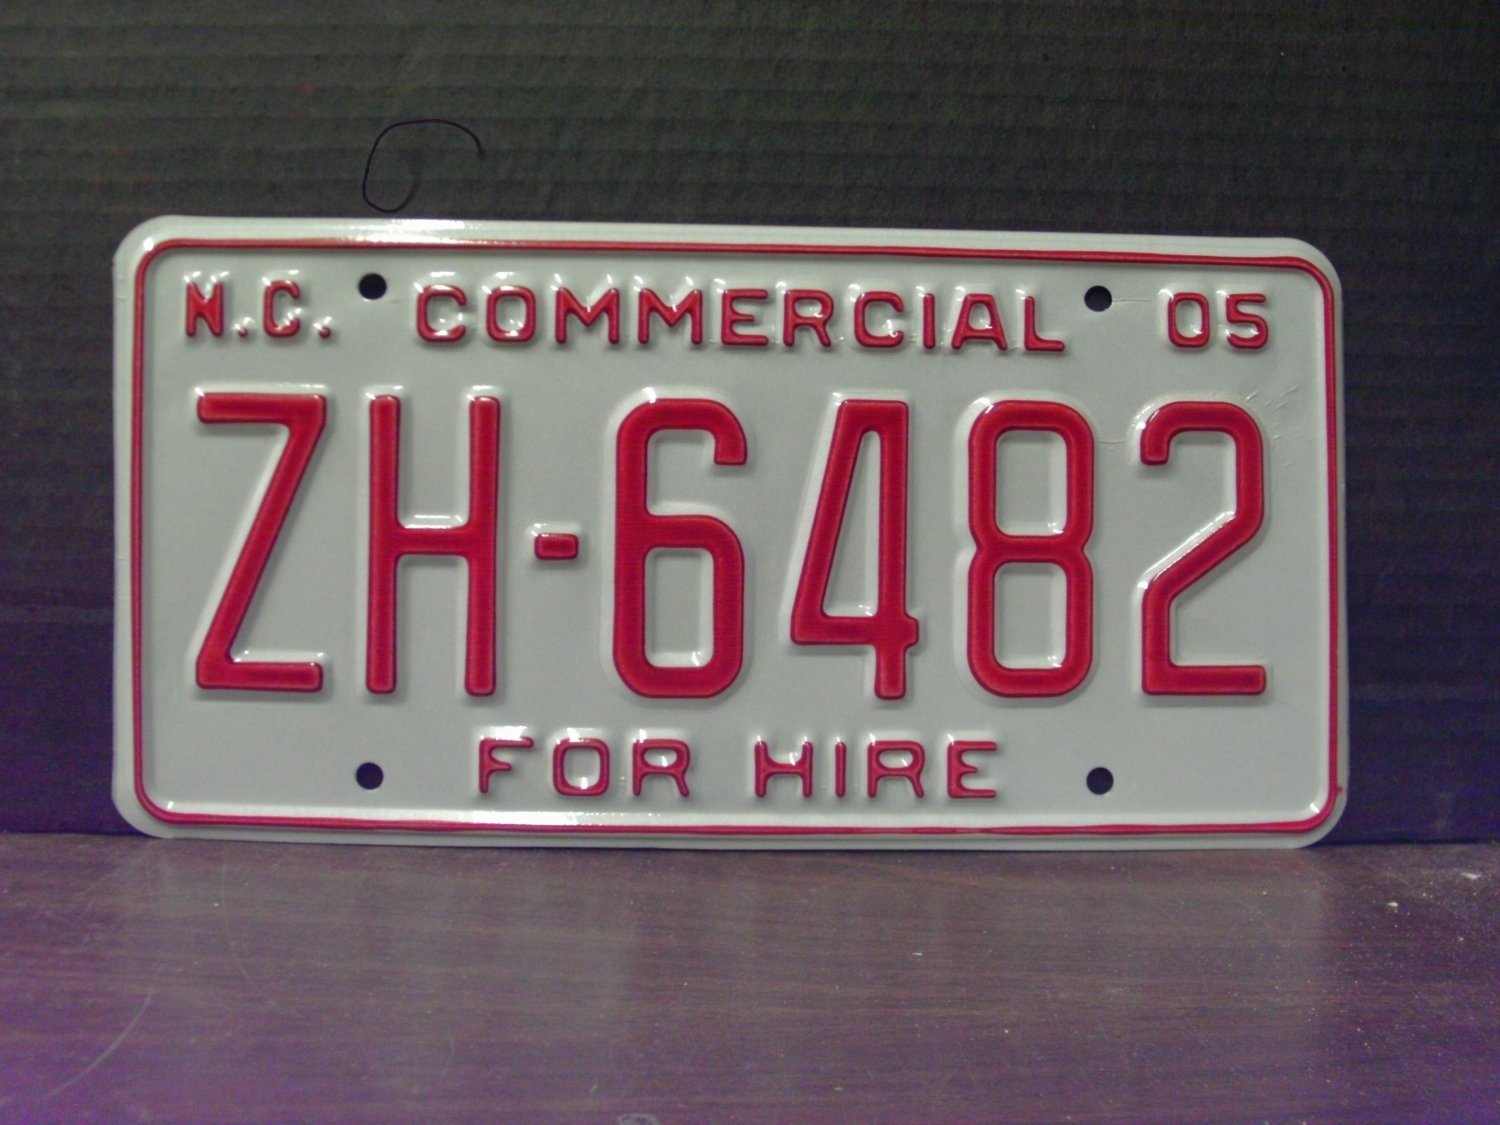 N.C. COMMERCIAL 05
ZH-6482
FOR HIRE